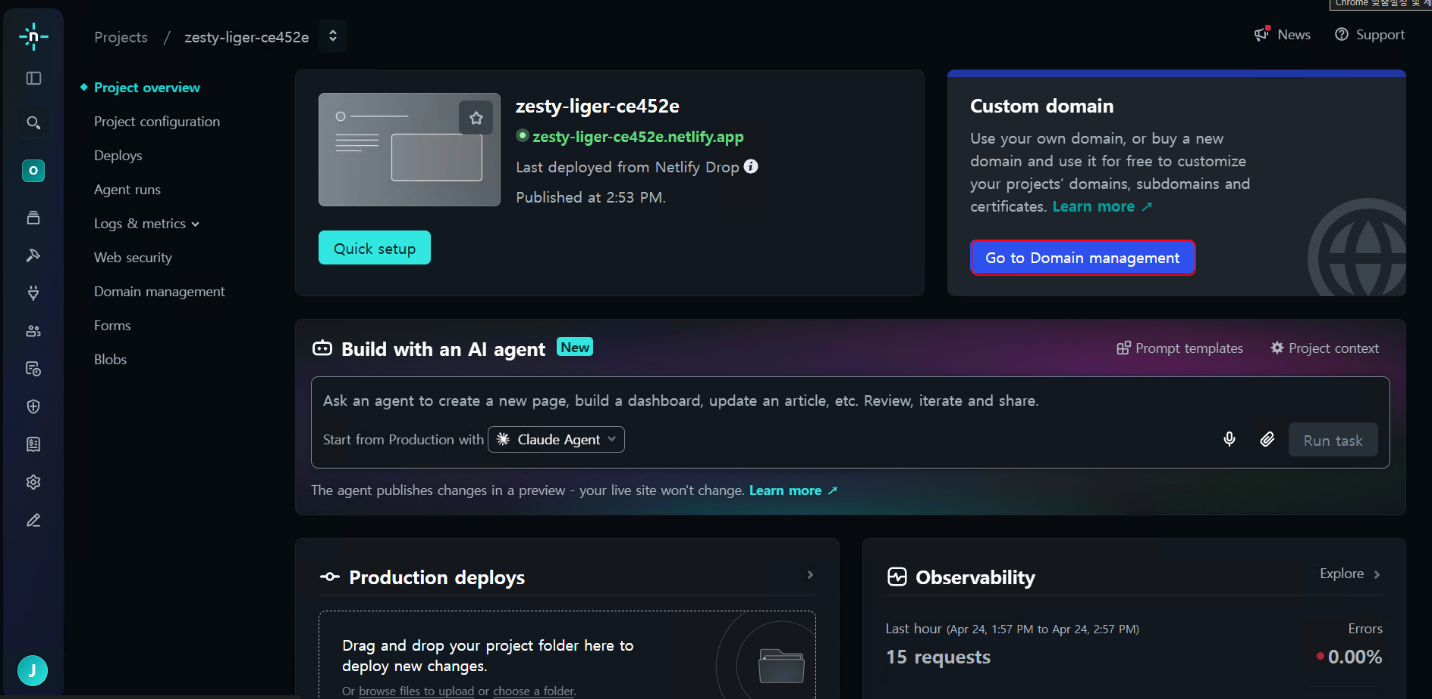 Chrome 맞춤설정 및 제
n
Projects / zesty-liger-ce452e
News
Support
O
J
Project overview
Project configuration
Deploys
Agent runs
Logs & metrics
Web security
Domain management
Forms
Blobs
zesty-liger-ce452e
zesty-liger-ce452e.netlify.app
Last deployed from Netlify Drop
Published at 2:53 PM.
Quick setup
Custom domain
Use your own domain, or buy a new
domain and use it for free to customize
your projects’ domains, subdomains and
certificates. Learn more ↗
Go to Domain management
Build with an AI agent New
Prompt templates
Project context
Ask an agent to create a new page, build a dashboard, update an article, etc. Review, iterate and share.
Start from Production with Claude Agent
Run task
The agent publishes changes in a preview - your live site won't change. Learn more ↗
Production deploys
Drag and drop your project folder here to
deploy new changes.
Or browse files to upload or choose a folder.
Observability
Explore
Last hour (Apr 24, 1:57 PM to Apr 24, 2:57 PM)
Errors
15 requests
0.00%